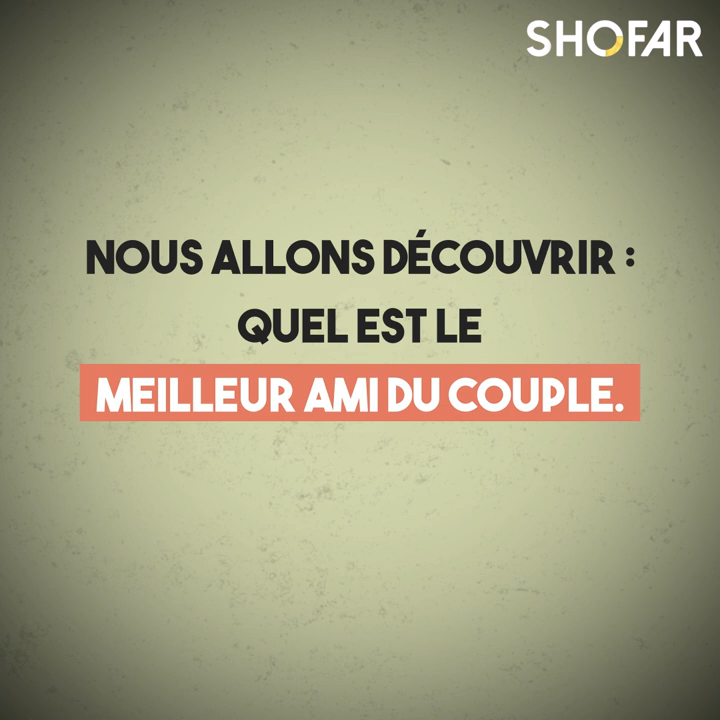 SHOFAR
NOUS ALLONS DÉCOUVRIR :
QUEL EST LE
MEILLEUR AMI DU COUPLE.